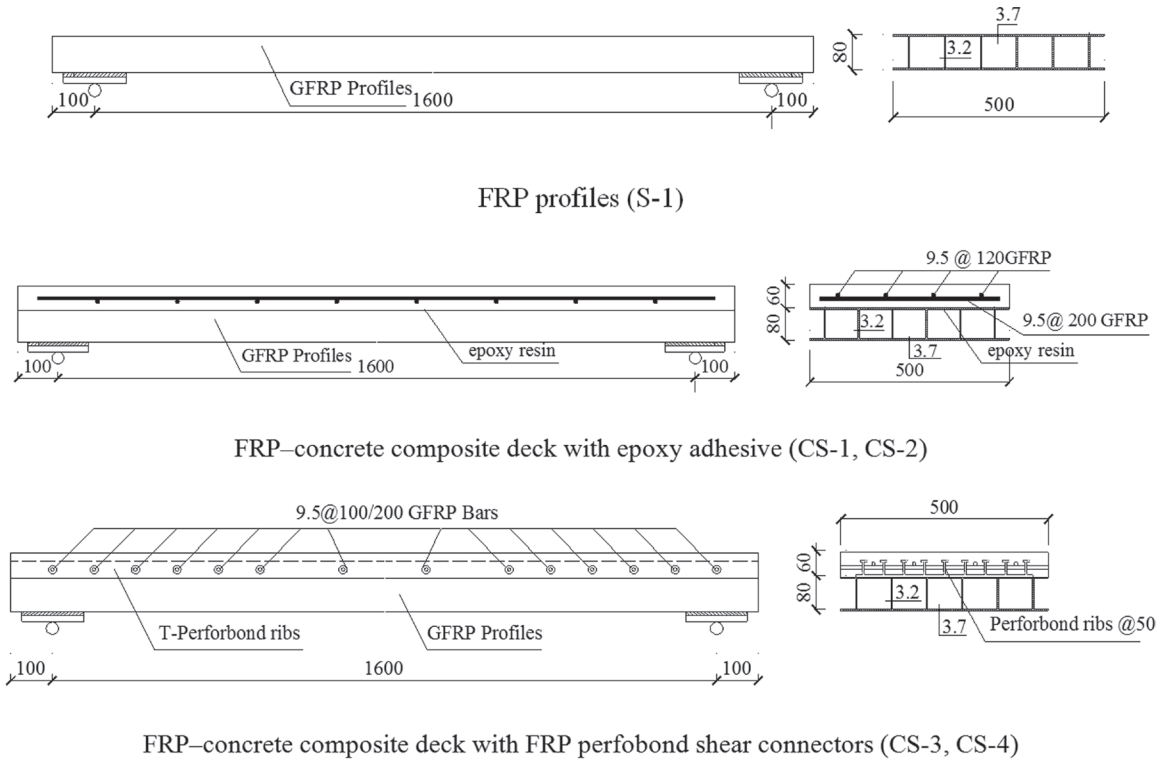 3.7
80
3.2
GFRP Profiles
100
1600
100
500
FRP profiles (S-1)
9.5 @ 120GFRP
60
80
3.2
9.5@ 200 GFRP
GFRP Profiles
epoxy resin
3.7
epoxy resin
100
1600
100
500
FRP–concrete composite deck with epoxy adhesive (CS-1, CS-2)
9.5@100/200 GFRP Bars
500
60
80
3.2
T-Perforbond ribs
GFRP Profiles
3.7
Perforbond ribs @50
100
1600
100
FRP–concrete composite deck with FRP perfobond shear connectors (CS-3, CS-4)